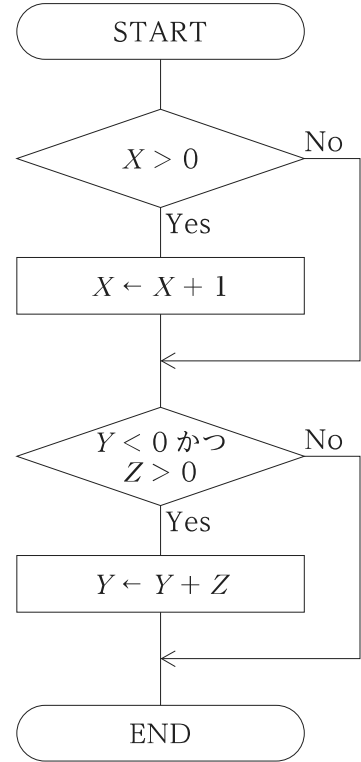 START
X > 0
No
Yes
X ← X + 1
Y < 0 かつ
Z > 0
No
Yes
Y ← Y + Z
END